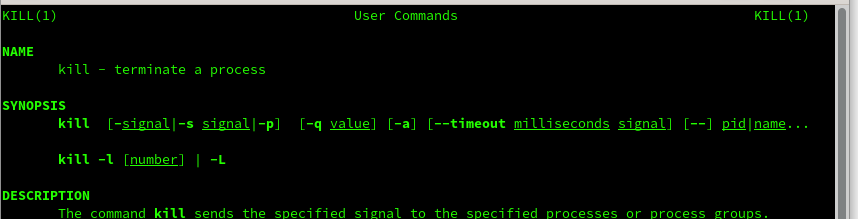 KILL(1) User Commands KILL(1)
NAME
kill - terminate a process
SYNOPSIS
kill [-signal|-s signal|-p] [-q value] [-a] [--timeout milliseconds signal] [--] pid|name...
kill -l [number] | -L
DESCRIPTION
The command kill sends the specified signal to the specified processes or process groups.